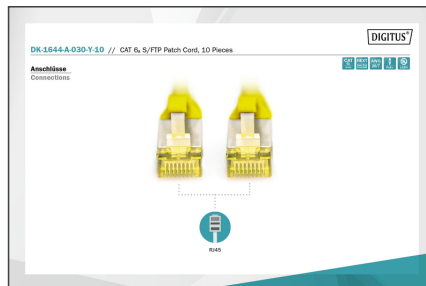 DIGITUS®
DK-1644-A-030-Y-10 // CAT 6A S/FTP Patch Cord, 10 Pieces
Anschlüsse
Connections
RJ45